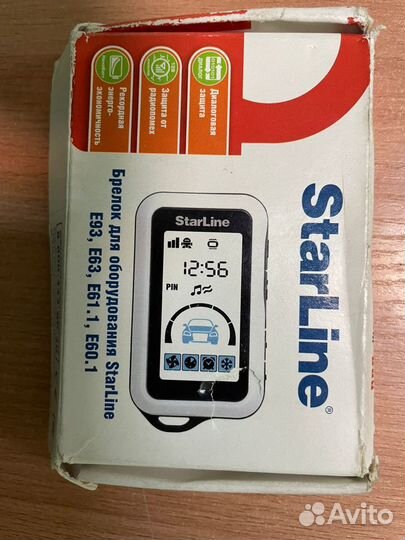 StarLine®
Диалоговая
защита
Защита от
радиопомех
Рекордная
энерго-
экономичность
StarLine
12:56
PIN
Брелок для оборудования StarLine
E93, E63, E61.1, E60.1
Avito